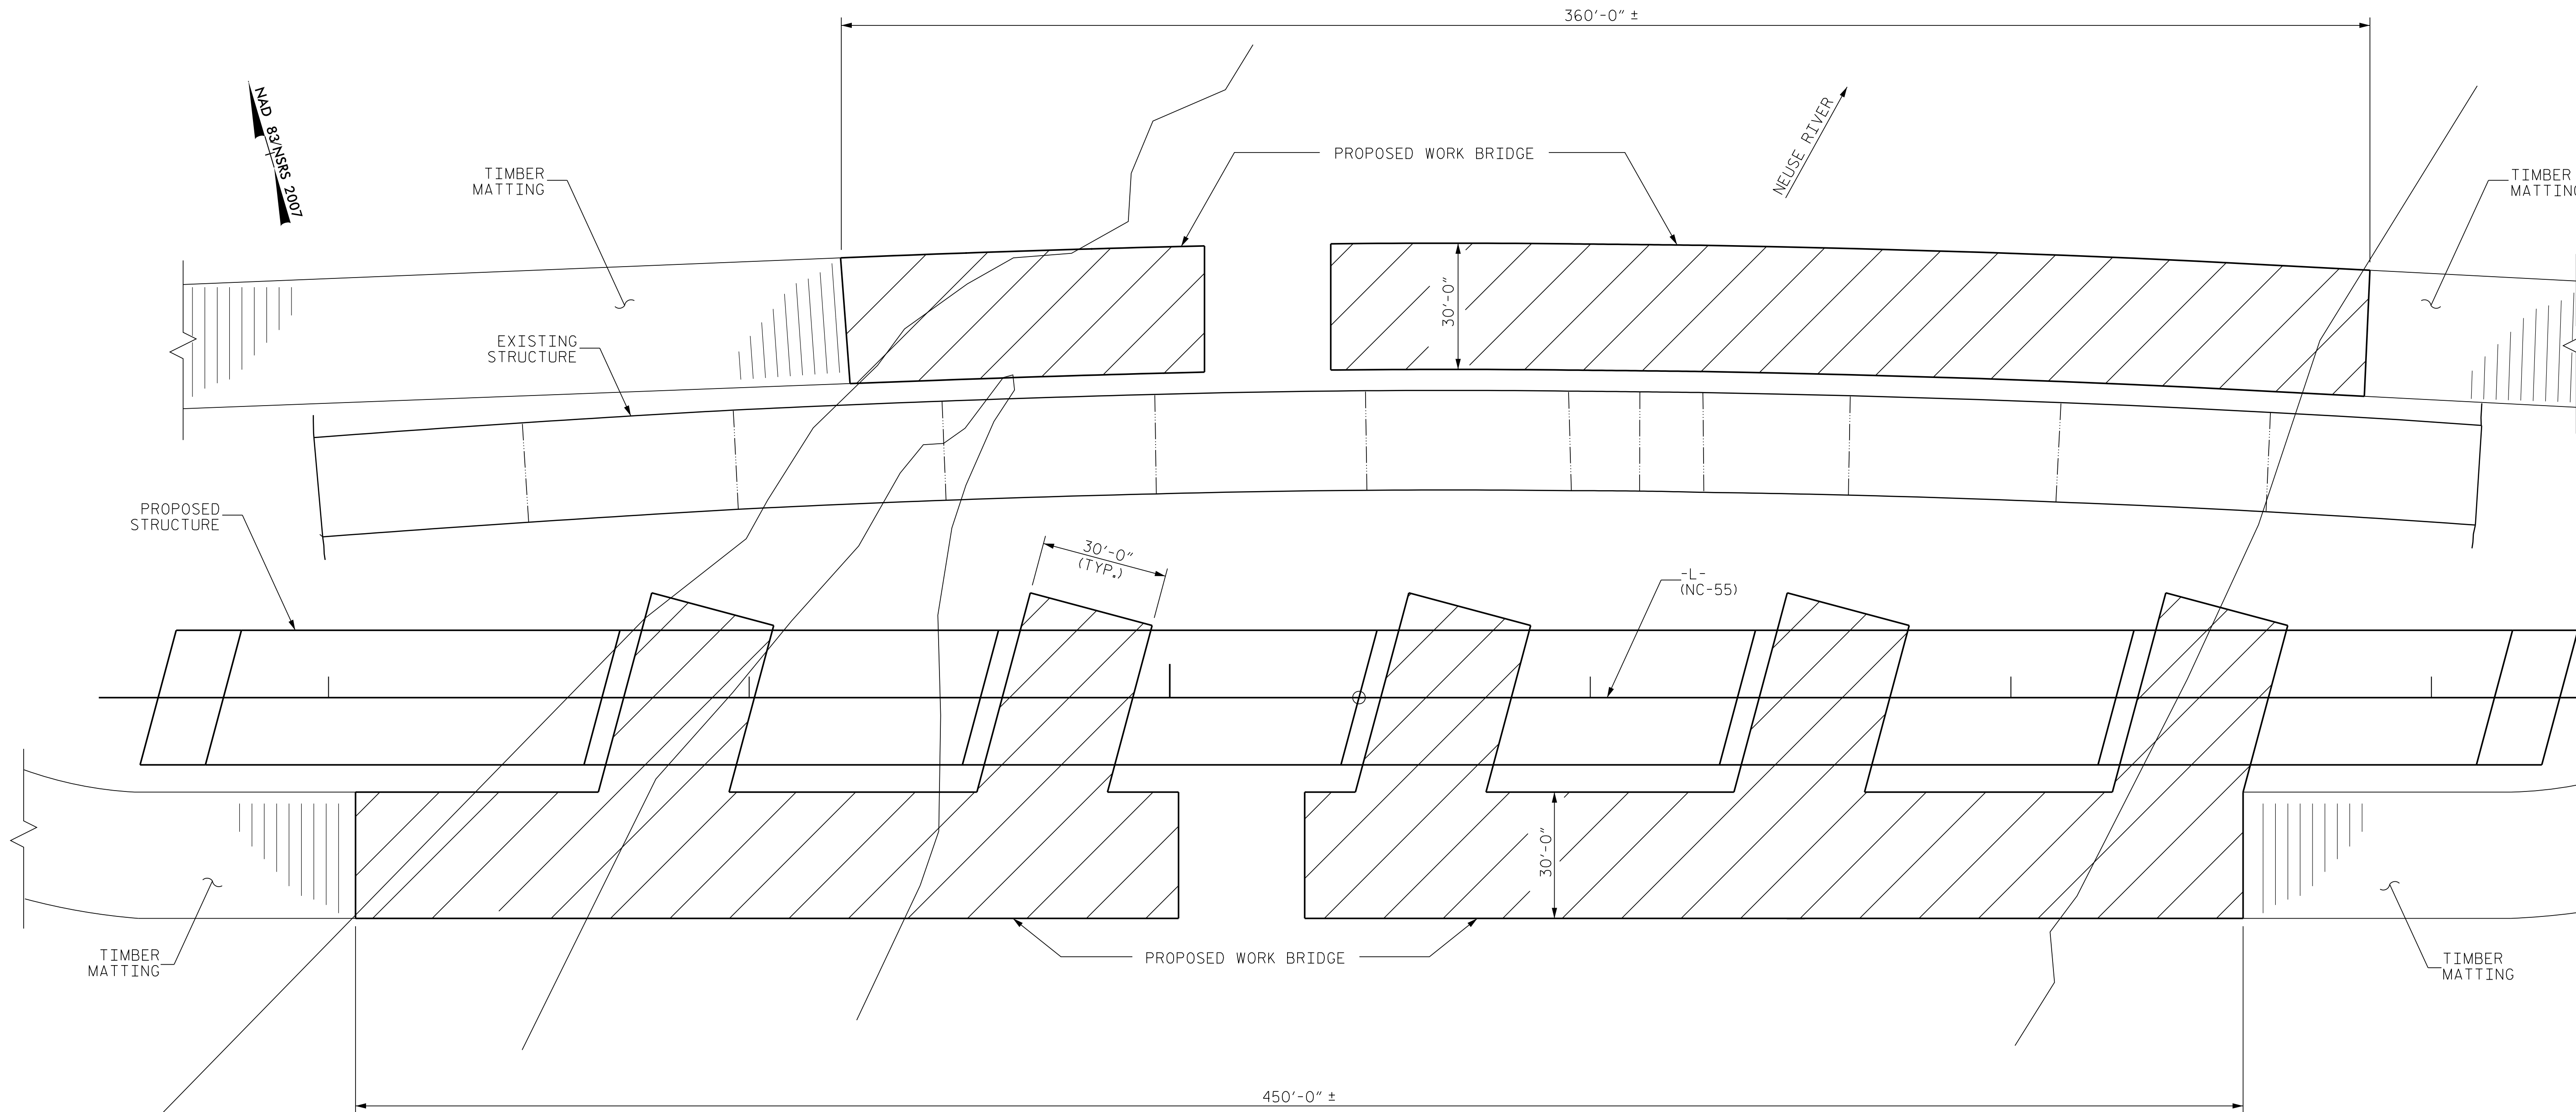 360'-0" ±
NAD 83/NSRS 2007
TIMBER
MATTING
PROPOSED WORK BRIDGE
NEUSE RIVER
TIMBER
MATTING
30'-0"
EXISTING
STRUCTURE
PROPOSED
STRUCTURE
30'-0"
(TYP.)
-L-
(NC-55)
30'-0"
TIMBER
MATTING
PROPOSED WORK BRIDGE
TIMBER
MATTING
450'-0" ±